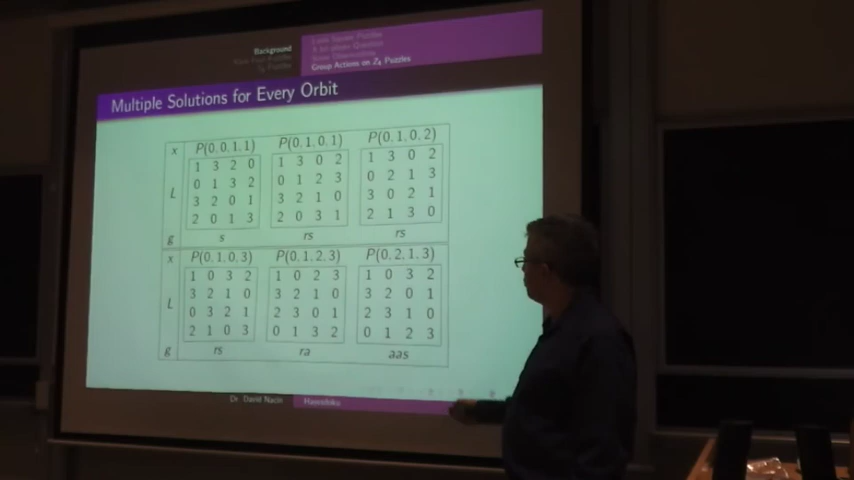 Background
Group Actions on Z₄ Puzzles
Multiple Solutions for Every Orbit
x P(0,0,1,1) P(0,1,0,1) P(0,1,0,2)
1 3 2 0 1 3 0 2 1 3 0 2
0 1 3 2 0 1 2 3 0 2 1 3
L
3 2 0 1 3 2 1 0 3 0 2 1
2 0 1 3 2 0 3 1 2 1 3 0
g s rs rs
x P(0,1,0,3) P(0,1,2,3) P(0,2,1,3)
1 0 3 2 1 0 2 3 1 0 3 2
3 2 1 0 3 2 1 0 3 2 0 1
L
0 3 2 1 2 3 0 1 2 3 1 0
2 1 0 3 0 1 3 2 0 1 2 3
g rs ra aas
Dr. David Nacin